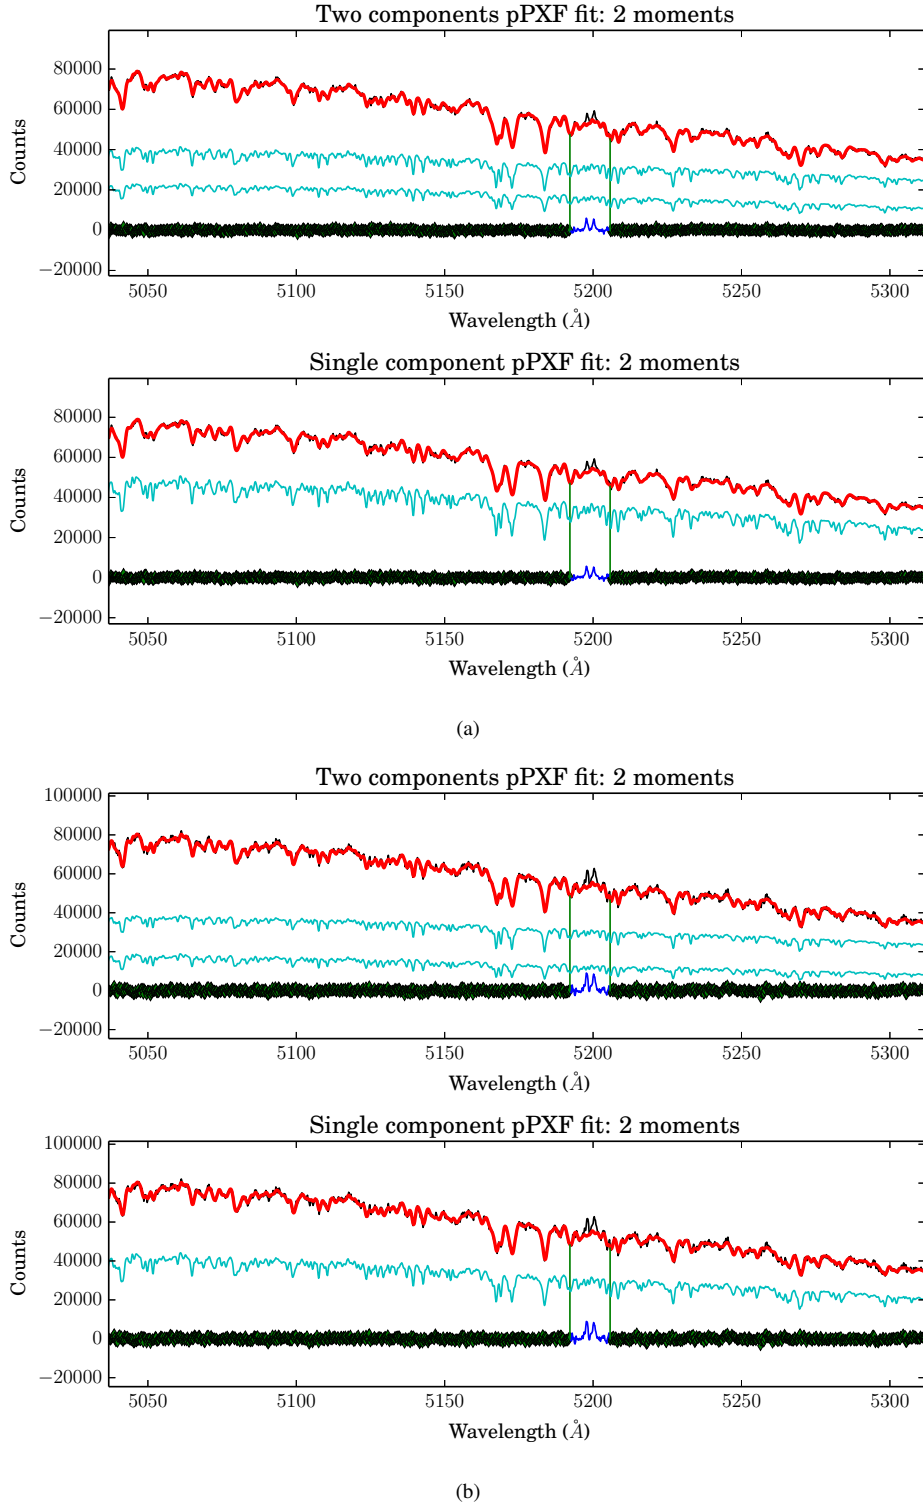 Two components pPXF fit: 2 moments
80000
60000
40000
20000
0
−20000
Counts
5050 5100 5150 5200 5250 5300
Wavelength (Å)
Single component pPXF fit: 2 moments
80000
60000
40000
20000
0
−20000
Counts
5050 5100 5150 5200 5250 5300
Wavelength (Å)
(a)
Two components pPXF fit: 2 moments
100000
80000
60000
40000
20000
0
−20000
Counts
5050 5100 5150 5200 5250 5300
Wavelength (Å)
Single component pPXF fit: 2 moments
100000
80000
60000
40000
20000
0
−20000
Counts
5050 5100 5150 5200 5250 5300
Wavelength (Å)
(b)